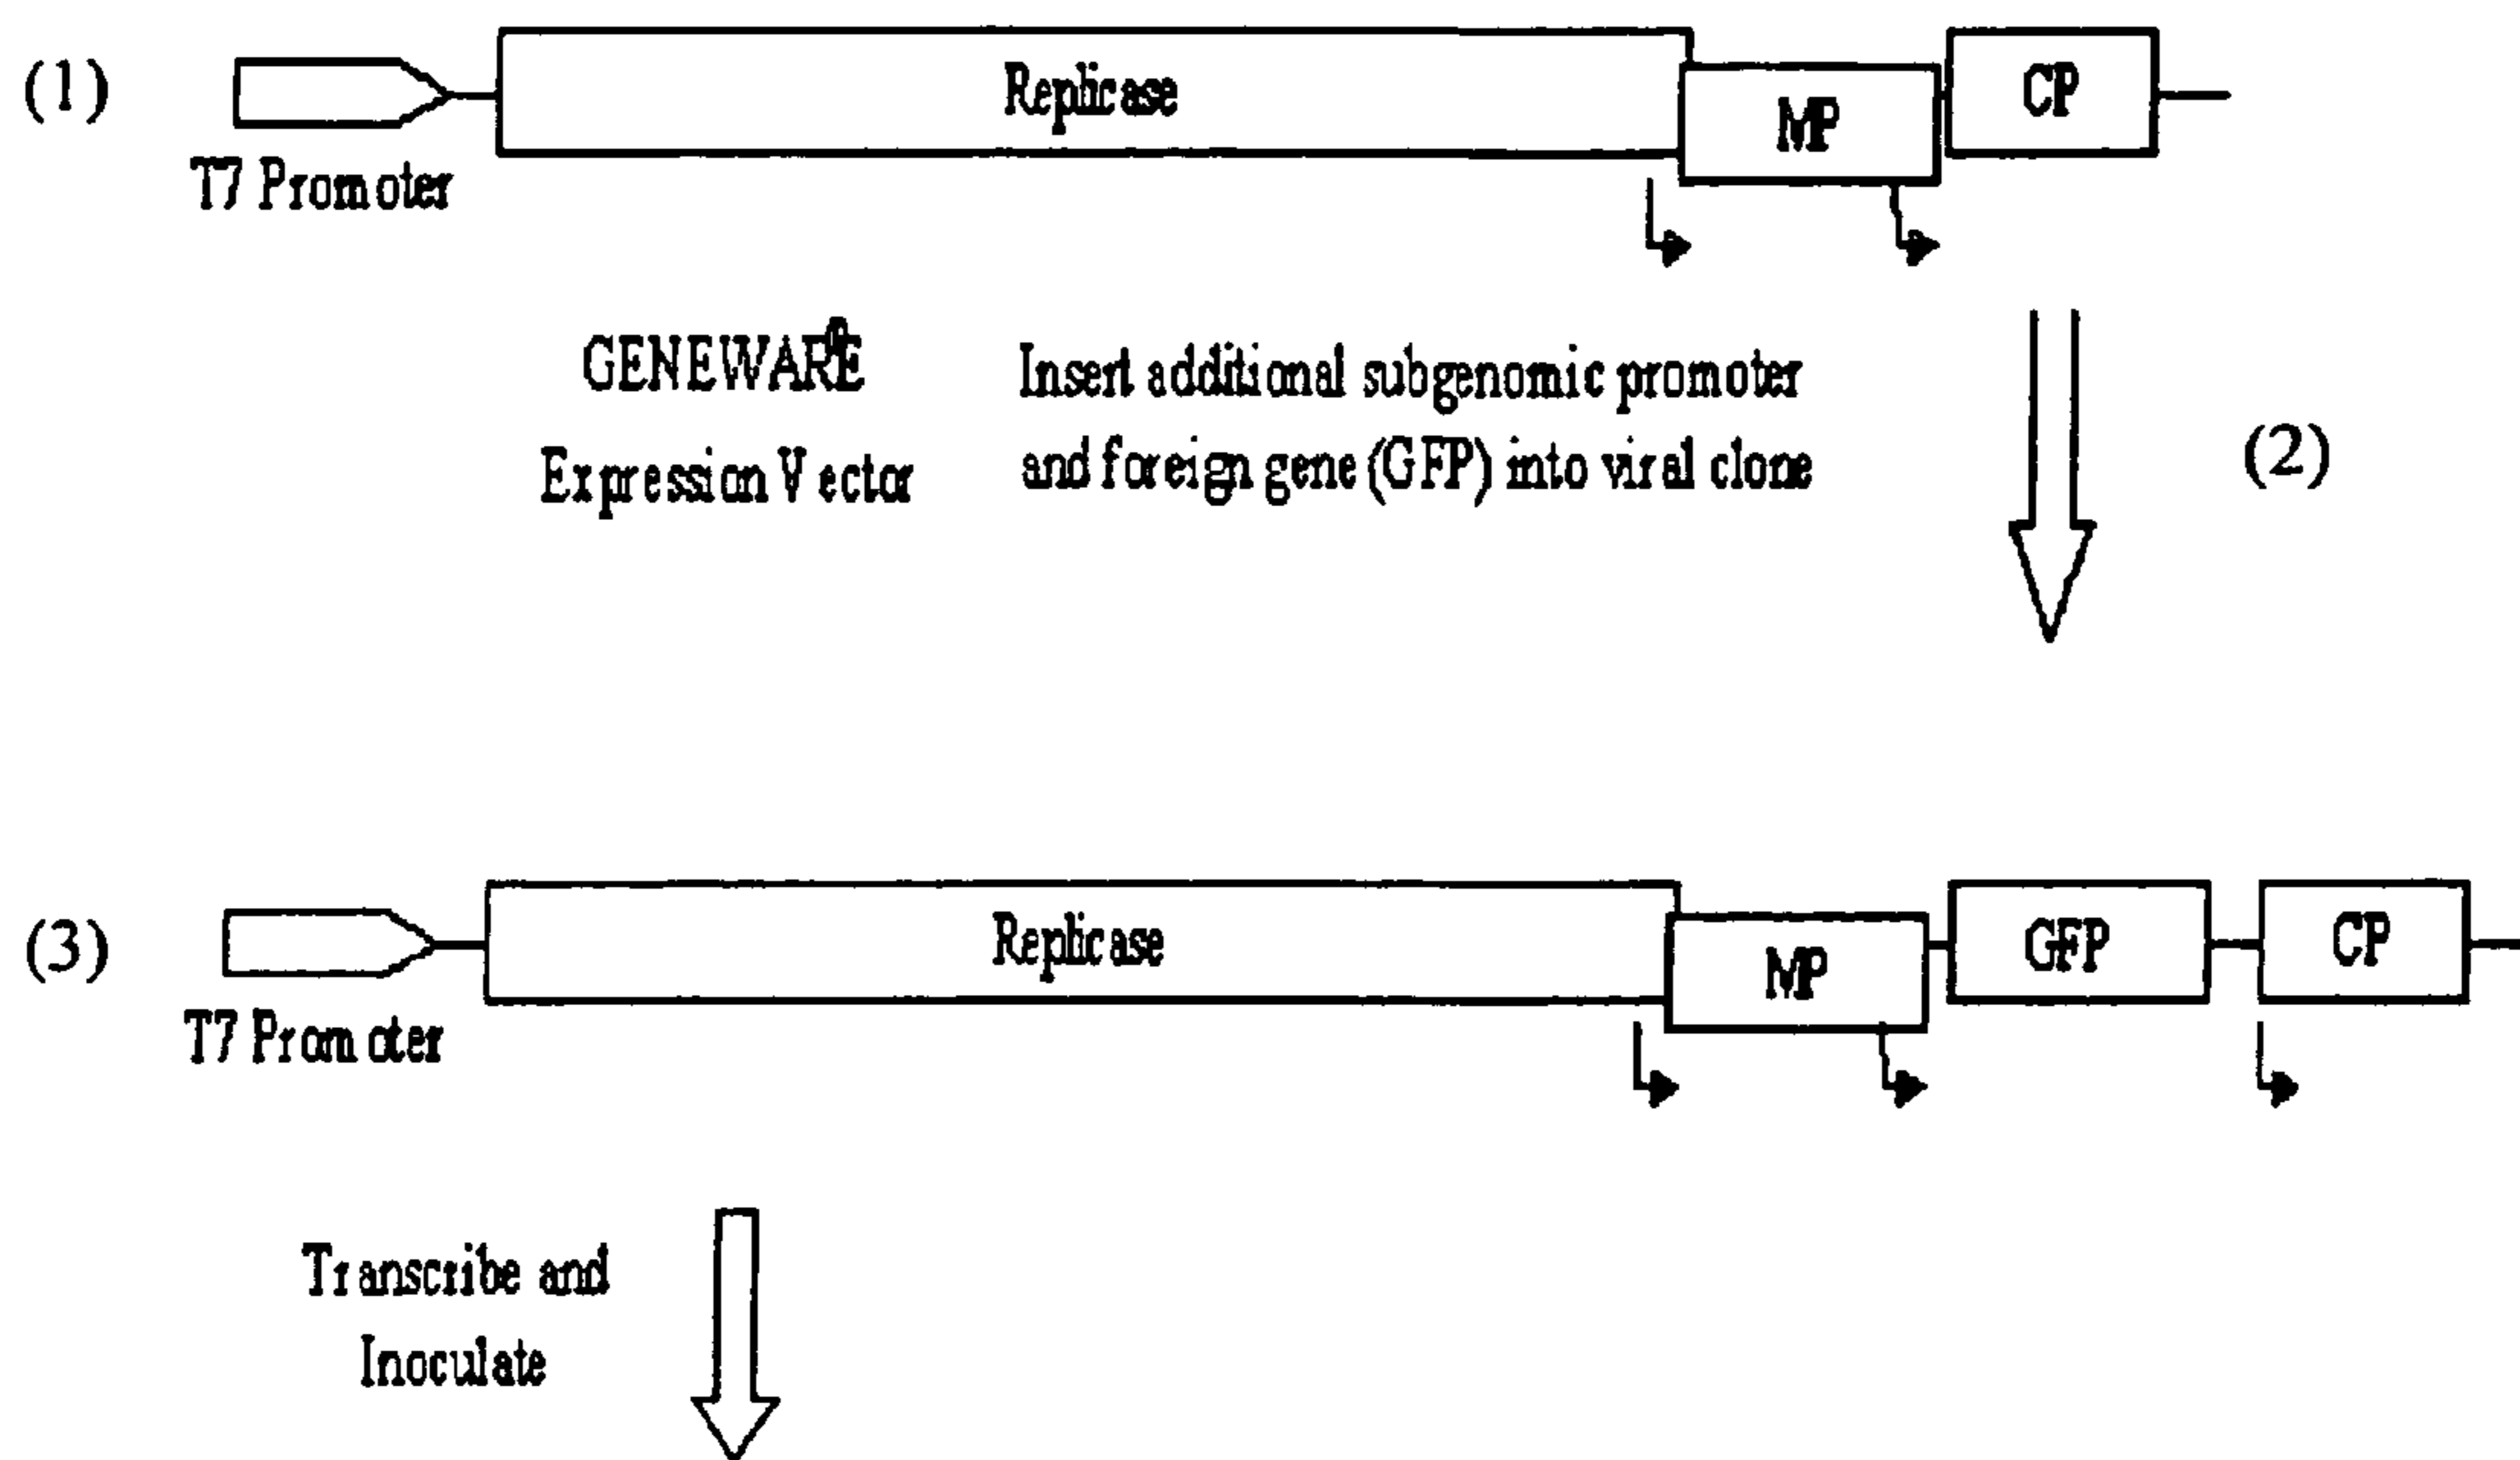 (1)
Replicase
MP
CP
T7 Promoter
GENEWARE
Expression Vector
Insert additional subgenomic promoter
and foreign gene (GFP) into viral clone
(2)
(3)
Replicase
MP
GFP
CP
T7 Promoter
Transcribe and
Inoculate